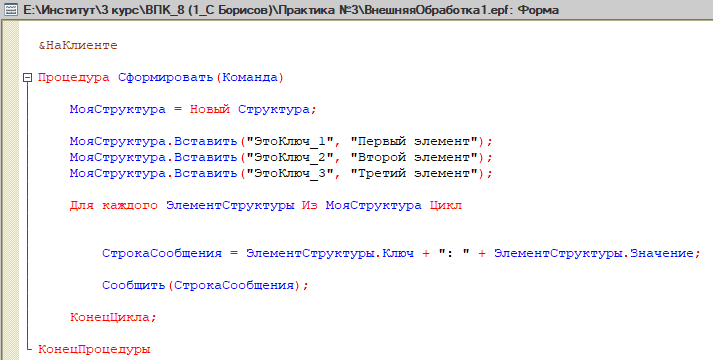 E:\Институт\3 курс\ВПК_8 (1_С Борисов)\Практика №3\ВнешняяОбработка1.epf: Форма
&НаКлиенте
Процедура Сформировать(Команда)
МояСтруктура = Новый Структура;
МояСтруктура.Вставить("ЭтоКлюч_1", "Первый элемент");
МояСтруктура.Вставить("ЭтоКлюч_2", "Второй элемент");
МояСтруктура.Вставить("ЭтоКлюч_3", "Третий элемент");
Для каждого ЭлементСтруктуры Из МояСтруктура Цикл
СтрокаСообщения = ЭлементСтруктуры.Ключ + ": " + ЭлементСтруктуры.Значение;
Сообщить(СтрокаСообщения);
КонецЦикла;
КонецПроцедуры